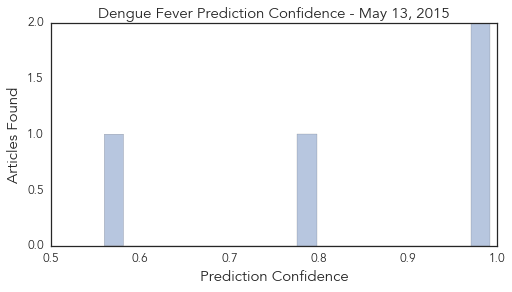 Dengue Fever Prediction Confidence - May 13, 2015
2.0
1.5
1.0
0.5
0.0
Articles Found
0.5 0.6 0.7 0.8 0.9 1.0
Prediction Confidence